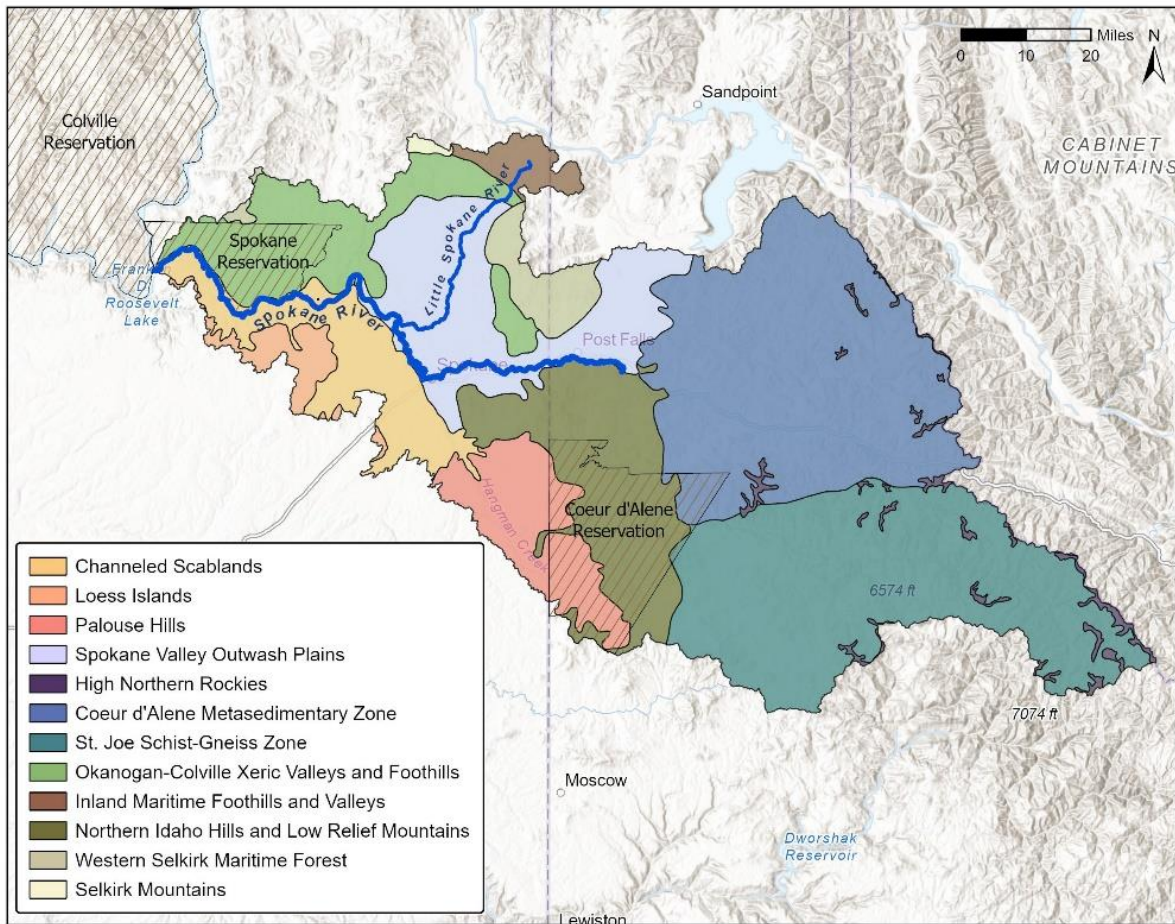 0 10 20 Miles
N
Sandpoint
Colville
Reservation
CABINET
MOUNTAINS
Little Spokane River
Spokane
Reservation
Frank
D
Roosevelt
Lake
Spokane River
Spokane
Post Falls
Hangman Creek
Coeur d'Alene
Reservation
6574 ft
7074 ft
Moscow
Dworshak
Reservoir
Lewiston
Channeled Scablands
Loess Islands
Palouse Hills
Spokane Valley Outwash Plains
High Northern Rockies
Coeur d'Alene Metasedimentary Zone
St. Joe Schist-Gneiss Zone
Okanogan-Colville Xeric Valleys and Foothills
Inland Maritime Foothills and Valleys
Northern Idaho Hills and Low Relief Mountains
Western Selkirk Maritime Forest
Selkirk Mountains